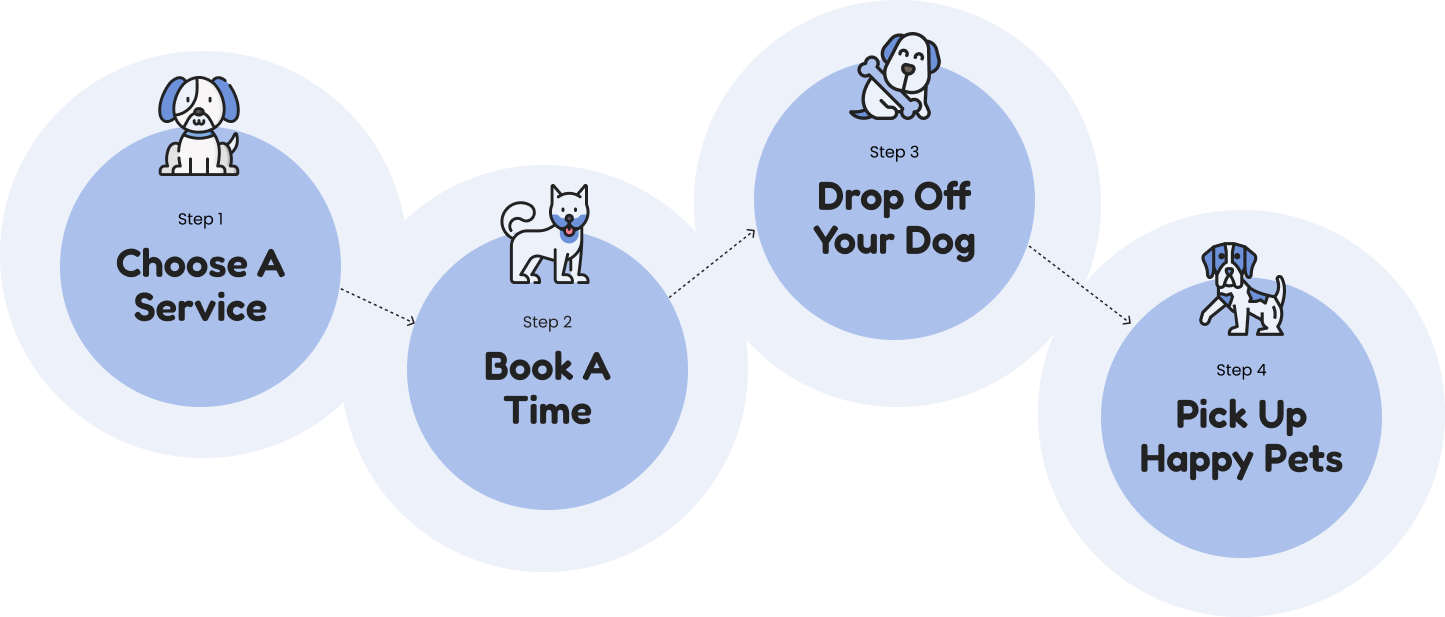 Step 1
Choose A
Service
Step 2
Book A
Time
Step 3
Drop Off
Your Dog
Step 4
Pick Up
Happy Pets